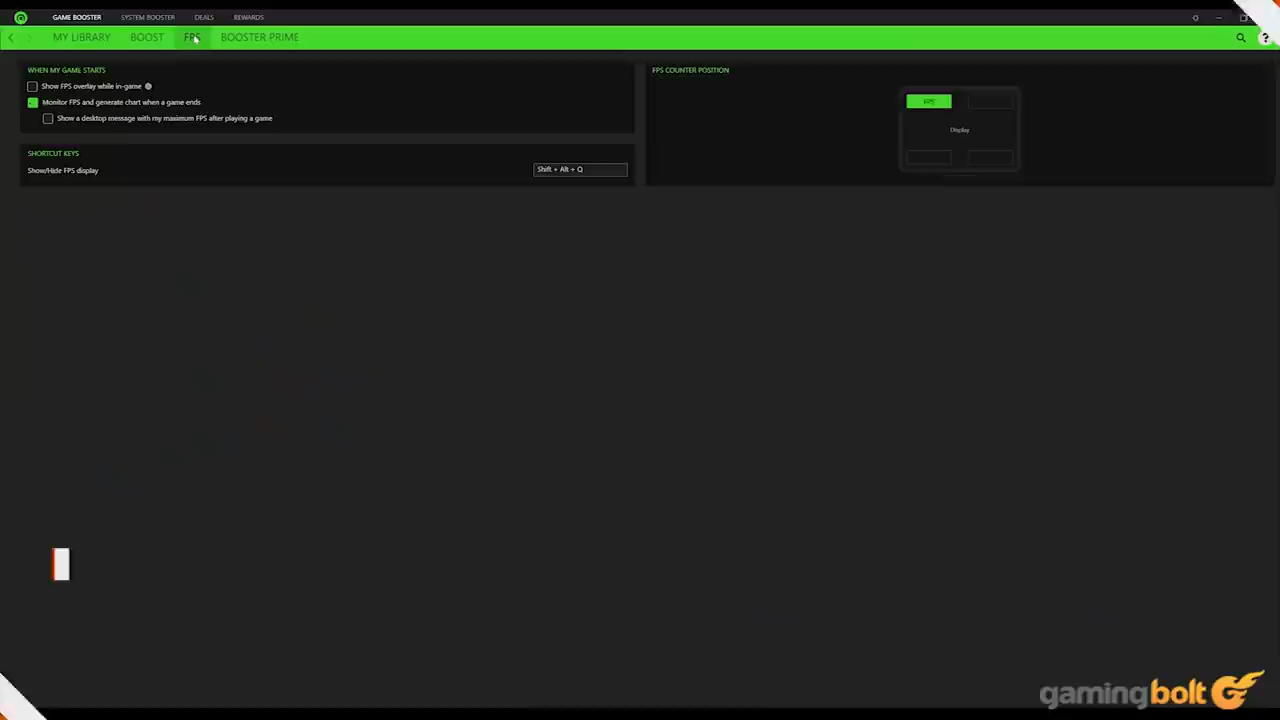 GAME BOOSTER SYSTEM BOOSTER DEALS REWARDS
MY LIBRARY BOOST FPS BOOSTER PRIME
WHEN MY GAME STARTS
Show FPS overlay while in-game
Monitor FPS and generate chart when a game ends
Show a desktop message with my maximum FPS after playing a game
SHORTCUT KEYS
Show/Hide FPS display Shift + Alt + Q
FPS COUNTER POSITION
FPS
Display
gamingbolt